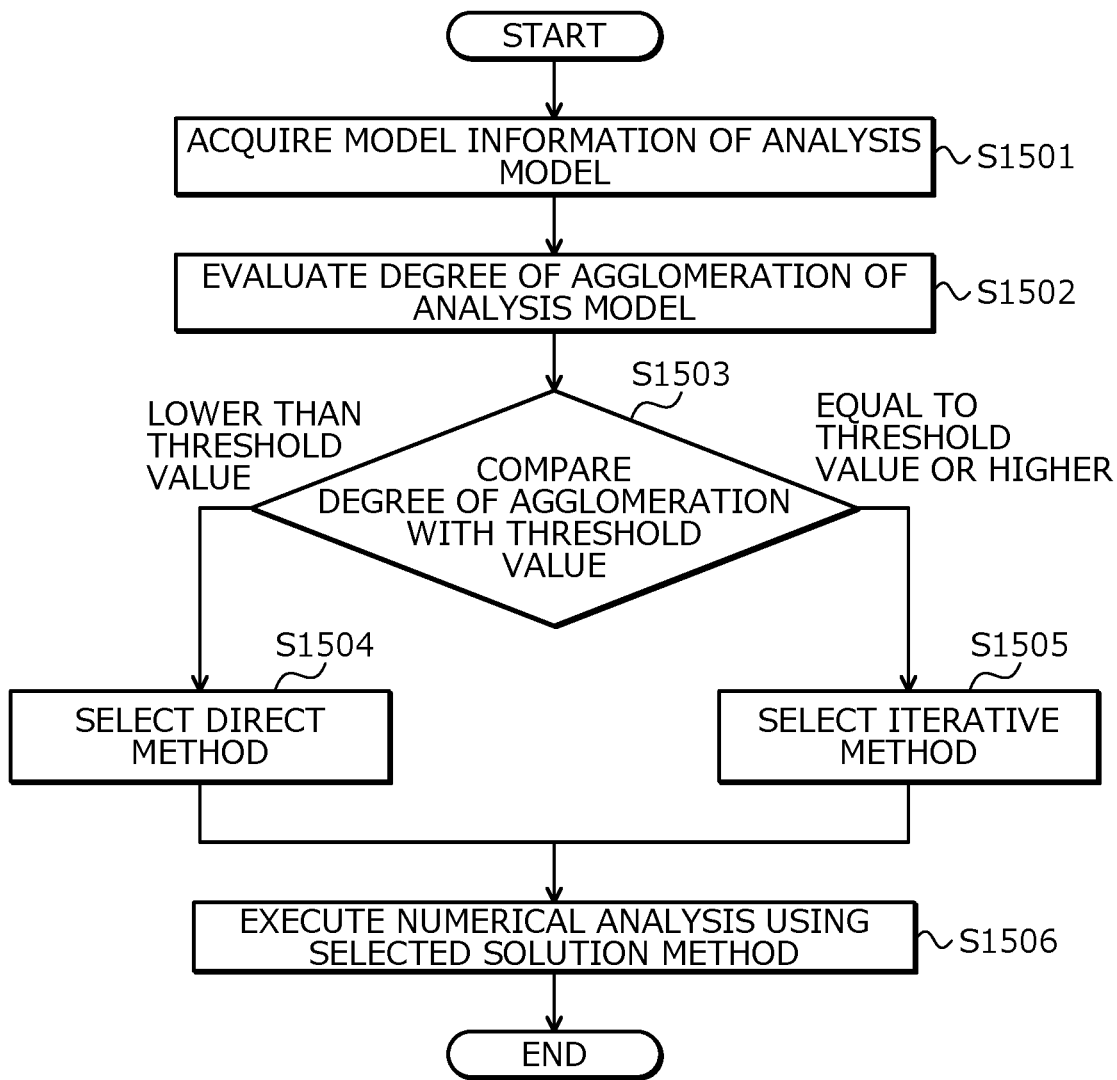 START
ACQUIRE MODEL INFORMATION OF ANALYSIS
MODEL
S1501
EVALUATE DEGREE OF AGGLOMERATION OF
ANALYSIS MODEL
S1502
S1503
LOWER THAN
THRESHOLD
VALUE
EQUAL TO
THRESHOLD
VALUE OR HIGHER
COMPARE
DEGREE OF AGGLOMERATION
WITH THRESHOLD
VALUE
S1504
SELECT DIRECT
METHOD
S1505
SELECT ITERATIVE
METHOD
EXECUTE NUMERICAL ANALYSIS USING
SELECTED SOLUTION METHOD
S1506
END